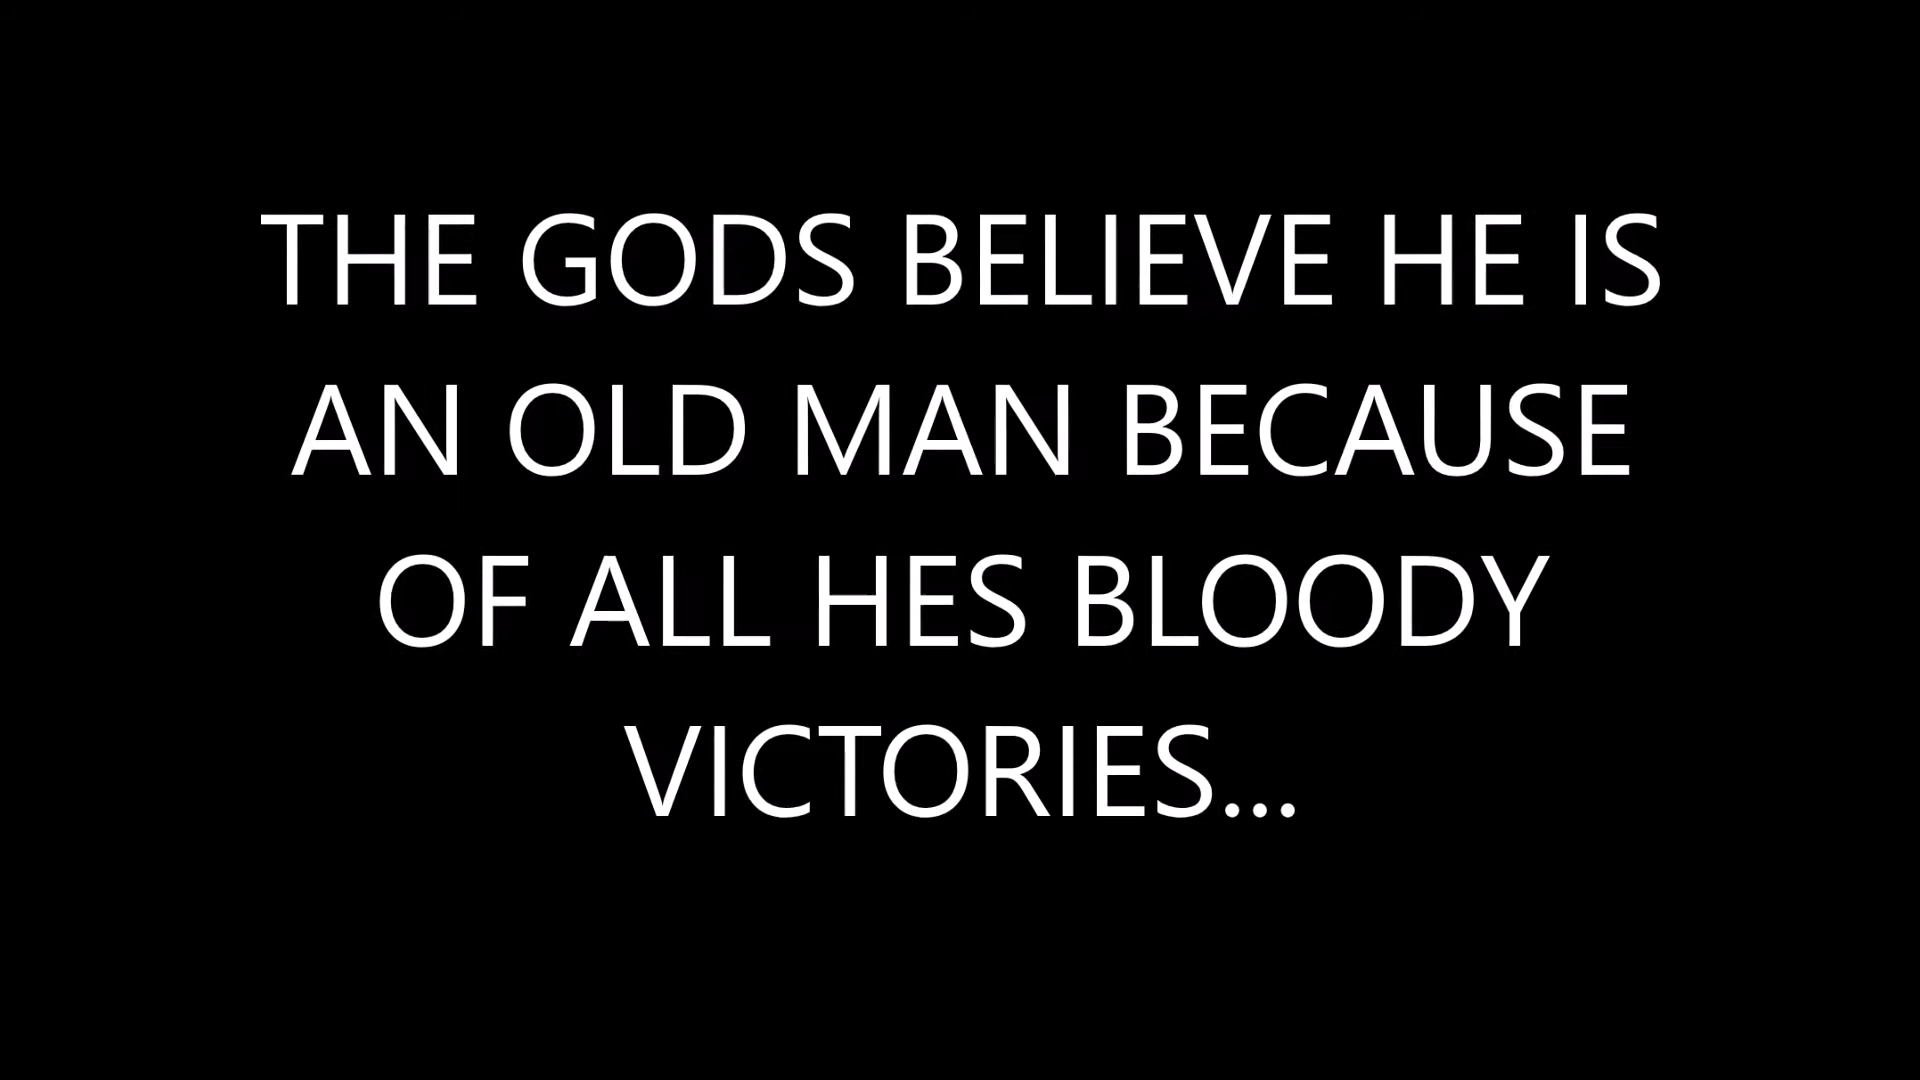 THE GODS BELIEVE HE IS
AN OLD MAN BECAUSE
OF ALL HES BLOODY
VICTORIES...